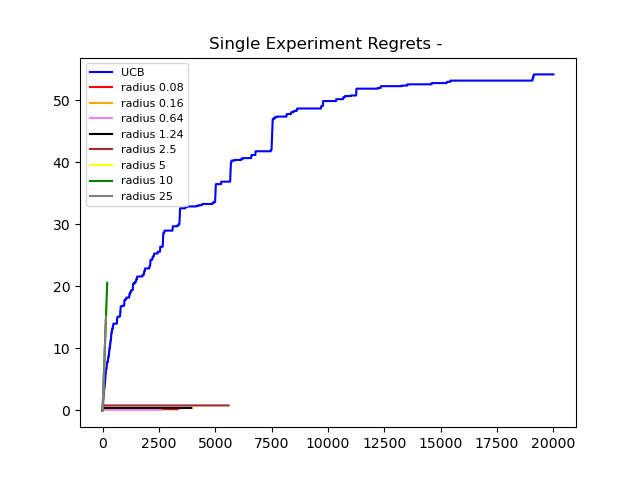 Single Experiment Regrets -
UCB
radius 0.08
radius 0.16
radius 0.64
radius 1.24
radius 2.5
radius 5
radius 10
radius 25
50
40
30
20
10
0
0 2500 5000 7500 10000 12500 15000 17500 20000